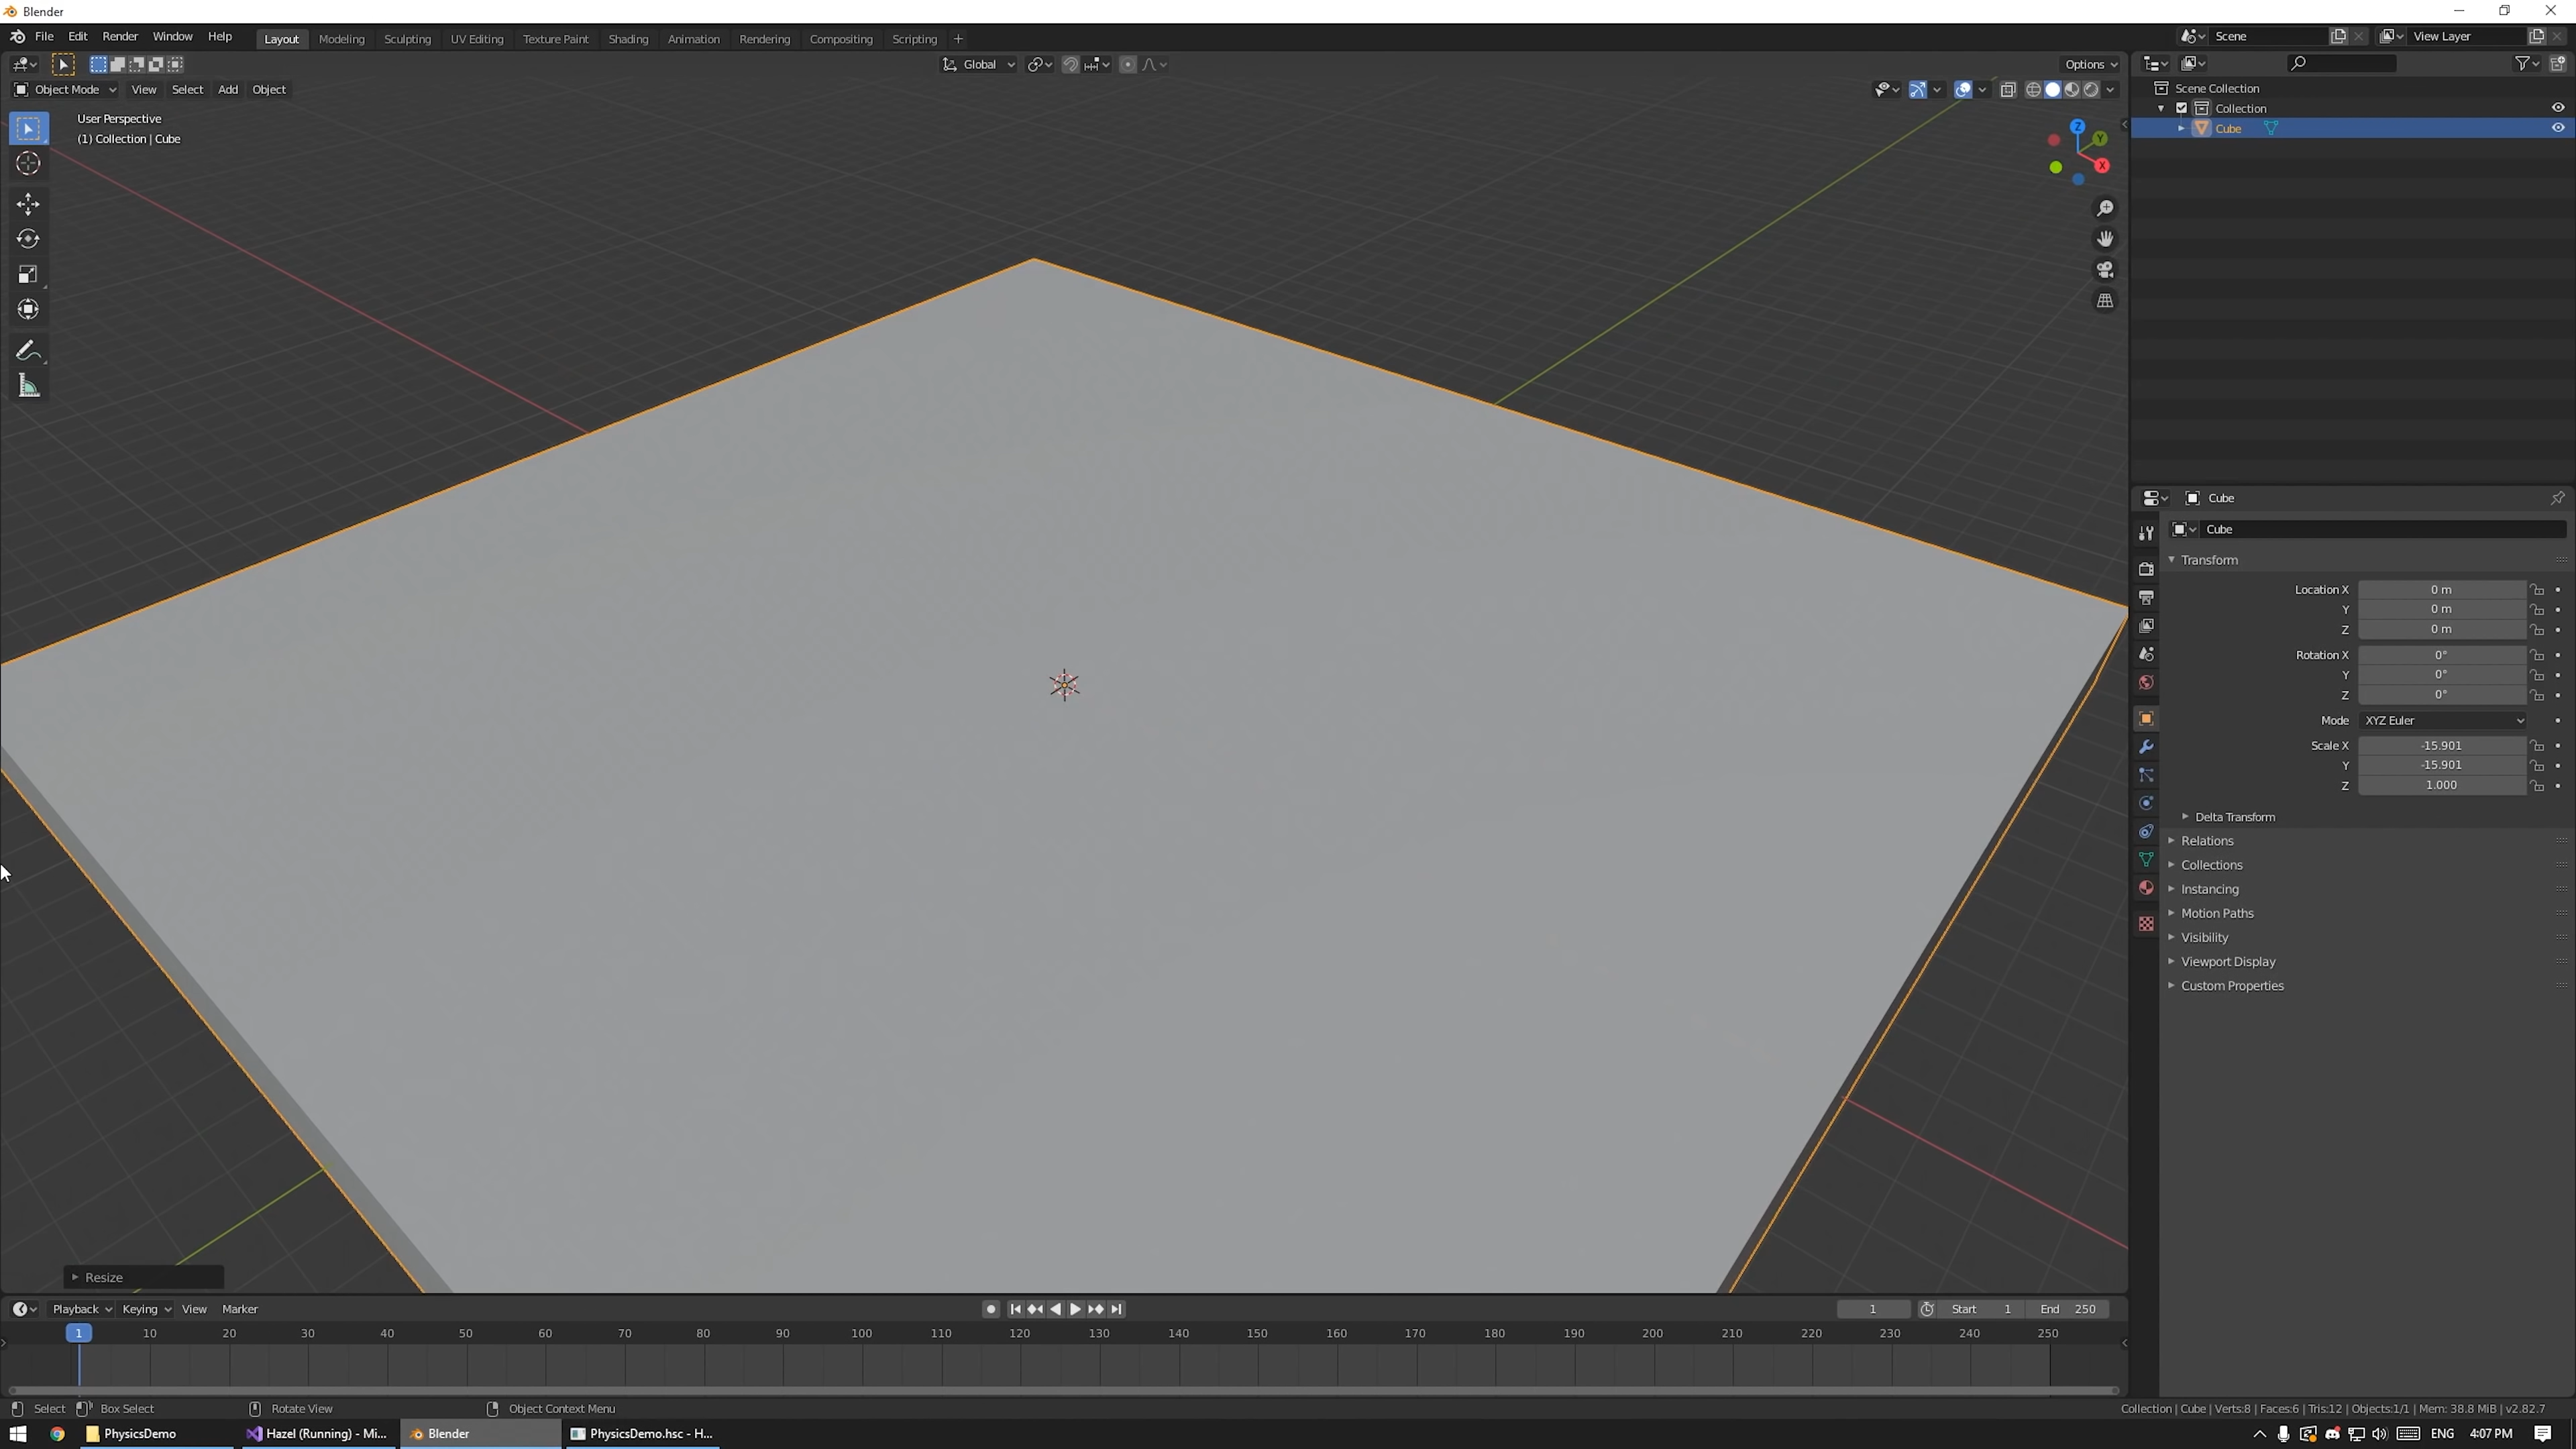 Blender
File Edit Render Window Help Layout Modeling Sculpting UV Editing Texture Paint Shading Animation Rendering Compositing Scripting + Scene View Layer
Global Options
Object Mode View Select Add Object
User Perspective
(1) Collection | Cube
Z
Y
X
Scene Collection
Collection
Cube
Cube
Cube
Transform
Location X 0 m
Y 0 m
Z 0 m
Rotation X 0°
Y 0°
Z 0°
Mode XYZ Euler
Scale X -15.901
Y -15.901
Z 1.000
Delta Transform
Relations
Collections
Instancing
Motion Paths
Visibility
Viewport Display
Custom Properties
Resize
Playback Keying View Marker 1 Start 1 End 250
1 10 20 30 40 50 60 70 80 90 100 110 120 130 140 150 160 170 180 190 200 210 220 230 240 250
Select Box Select Rotate View Object Context Menu Collection | Cube | Verts:8 | Faces:6 | Tris:12 | Objects:1/1 | Mem: 38.8 MiB | v2.82.7
PhysicsDemo Hazel (Running) - Mi... Blender PhysicsDemo.hsc - H... ENG 4:07 PM